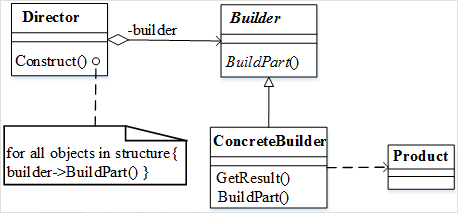 Director
-builder
Builder
Construct()
BuildPart()
for all objects in structure{
builder->BuildPart() }
ConcreteBuilder
Product
GetResult()
BuildPart()